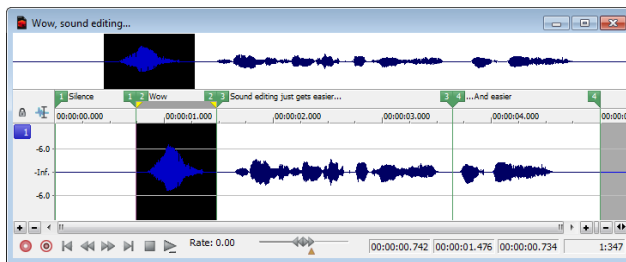 Wow, sound editing...
1 Silence 1 2 Wow 2 3 Sound editing just gets easier... 3 4 ...And easier 4
00:00:00.000 00:00:01.000 00:00:02.000 00:00:03.000 00:00:04.000
1
-6.0
-Inf.
-6.0
Rate: 0.00 00:00:00.742 00:00:01.476 00:00:00.734 1:347